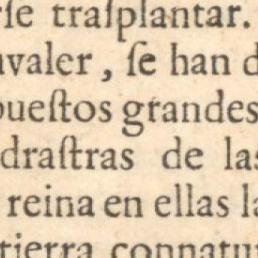 rſe traſplantar.
valer, ſe han d
pueſtos grandes
draſtras de las
reina en ellas la
tierra connatu